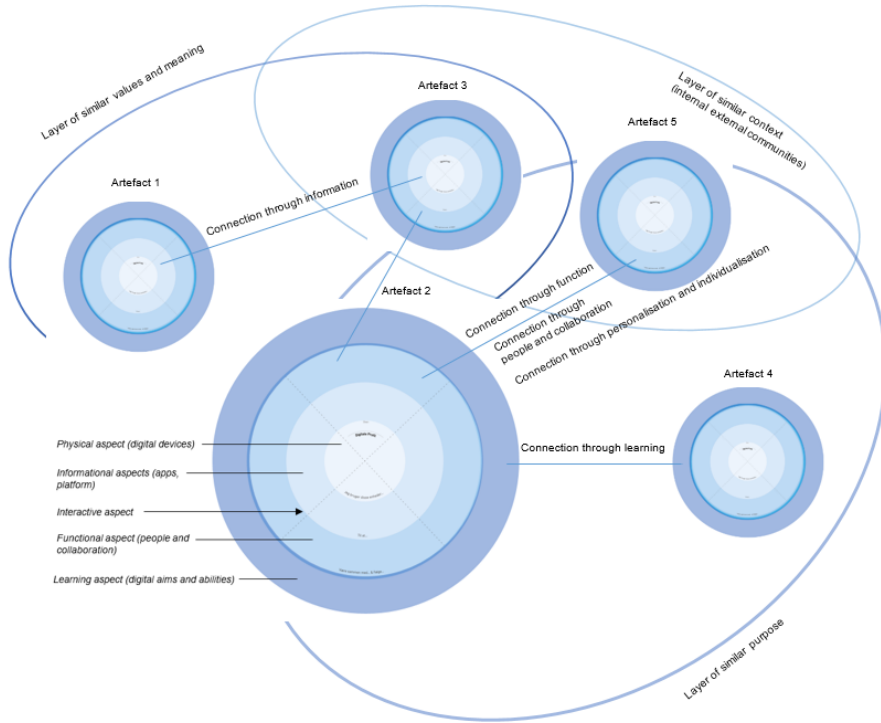 Layer of similar values and meaning
Artefact 3
Layer of similar context
(internal external communities)
Artefact 5
Artefact 1
Connection through information
Artefact 2
Connection through function
Connection through
people and collaboration
Connection through personalisation and individualisation
Artefact 4
Physical aspect (digital devices)
Informational aspects (apps,
platform)
Interactive aspect
Functional aspect (people and
collaboration)
Learning aspect (digital aims and abilities)
Connection through learning
Layer of similar purpose